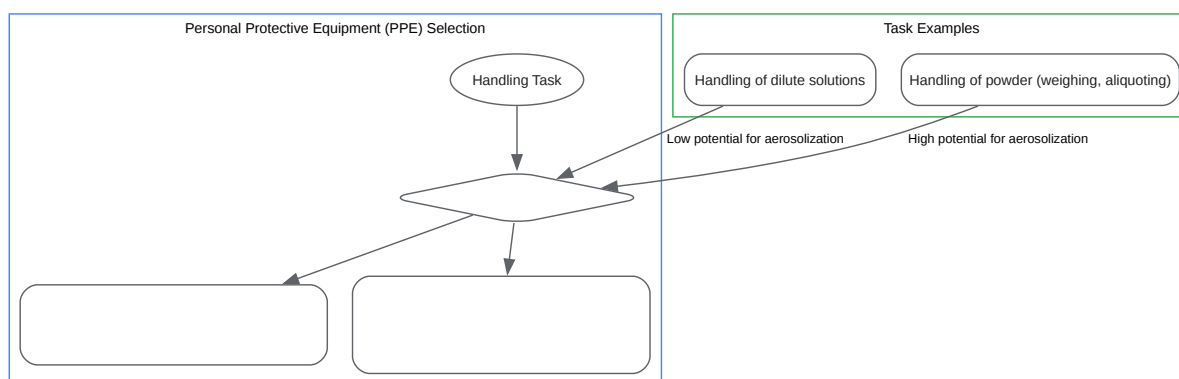 Personal Protective Equipment (PPE) Selection
Task Examples
Handling Task
Handling of dilute solutions
Handling of powder (weighing, aliquoting)
Low potential for aerosolization
High potential for aerosolization